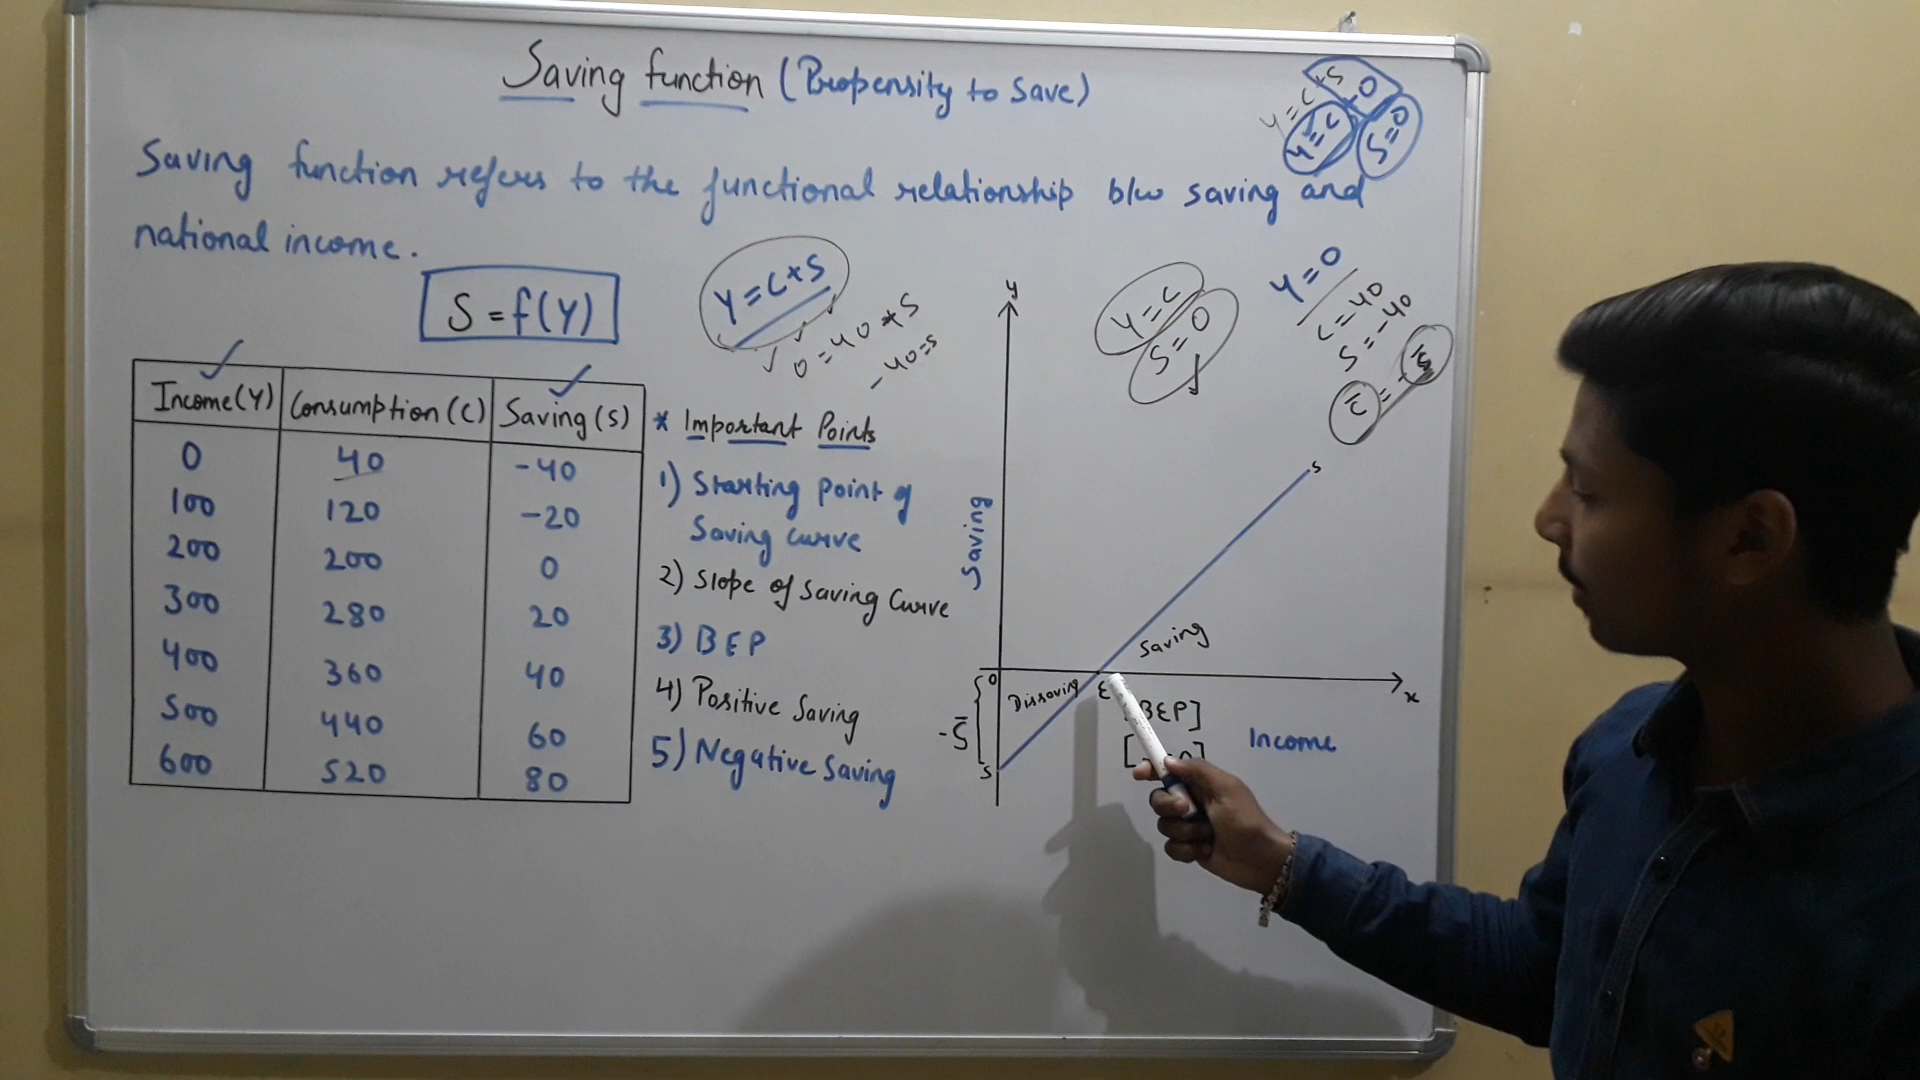 Saving function (Propensity to Save)
Y=C+S
Y=C
S=0
Saving function refers to the functional relationship b/w saving and
national income.
S = f(Y)
Y=C+S
0=40+S
-40=S
Y=C
S=0
Y=0
C=40
S=-40
C̄ = -S̄
Income(Y) Consumption(C) Saving(S)
0 40 -40
100 120 -20
200 200 0
300 280 20
400 360 40
500 440 60
600 520 80
* Important Points
1) Starting point of
Saving curve
2) Slope of Saving Curve
3) BEP
4) Positive Saving
5) Negative Saving
y
Saving
S
Saving
0
Dissaving
E
x
[BEP]
-S̄
S
Income